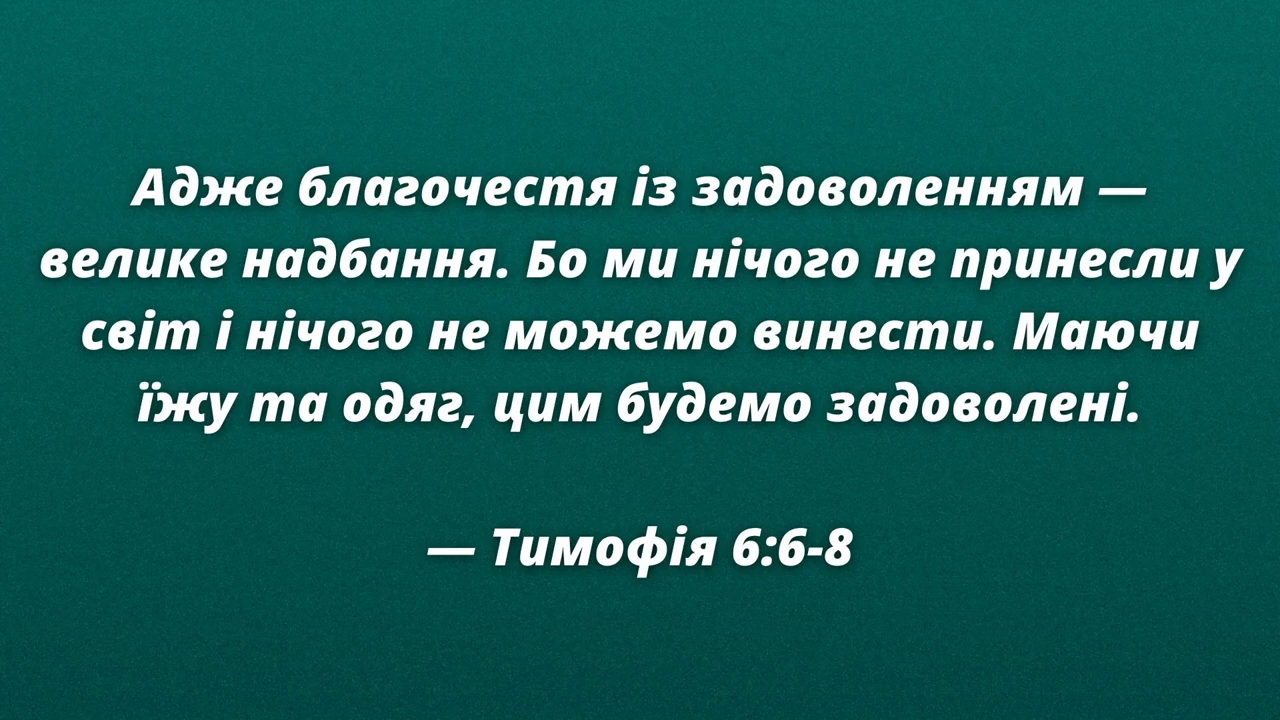 Адже благочестя із задоволенням —
велике надбання. Бо ми нічого не принесли у
світ і нічого не можемо винести. Маючи
їжу та одяг, цим будемо задоволені.
— Тимофія 6:6-8